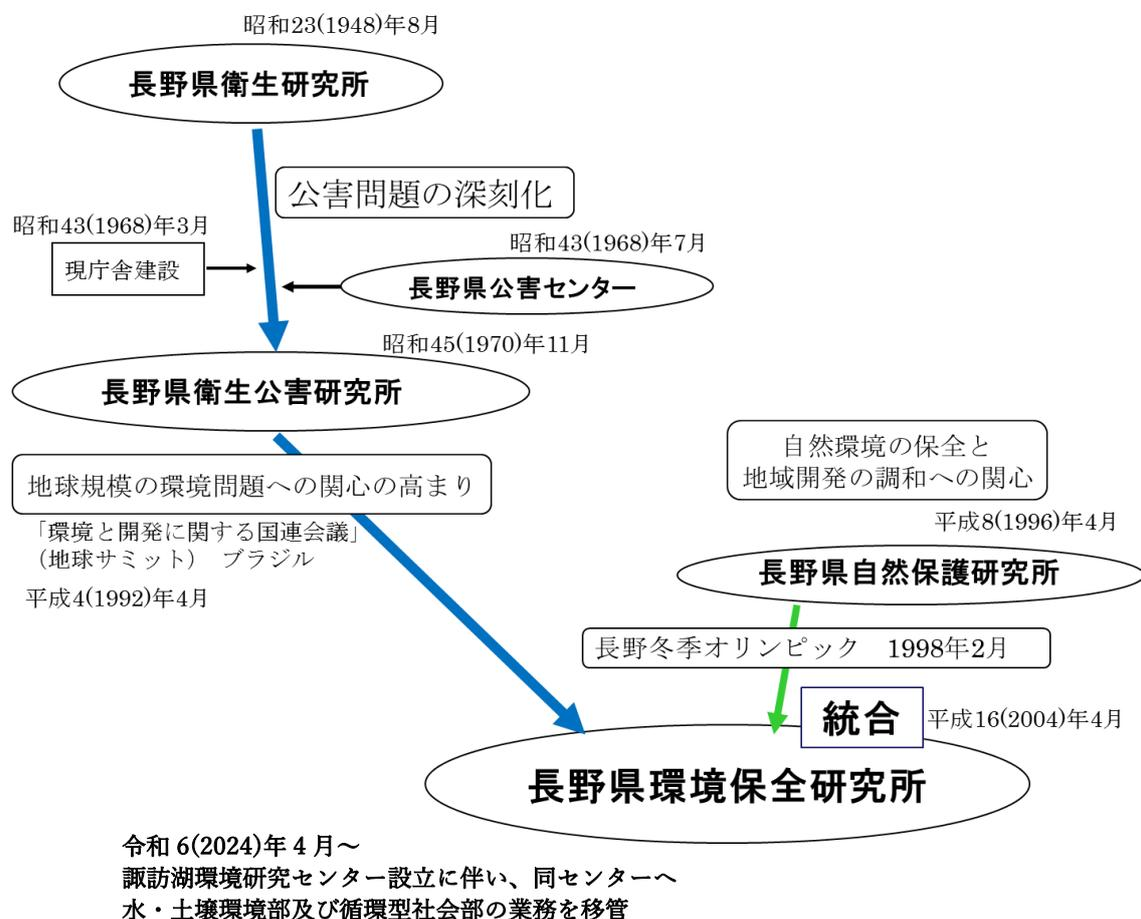 昭和23(1948)年8月
長野県衛生研究所
公害問題の深刻化
昭和43(1968)年3月
現庁舎建設
昭和43(1968)年7月
長野県公害センター
昭和45(1970)年11月
長野県衛生公害研究所
地球規模の環境問題への関心の高まり
「環境と開発に関する国連会議」
（地球サミット）　ブラジル
平成4(1992)年4月
自然環境の保全と
地域開発の調和への関心
平成8(1996)年4月
長野県自然保護研究所
長野冬季オリンピック　1998年2月
統合
平成16(2004)年4月
長野県環境保全研究所
令和 6(2024)年 4 月～
諏訪湖環境研究センター設立に伴い、同センターへ
水・土壌環境部及び循環型社会部の業務を移管